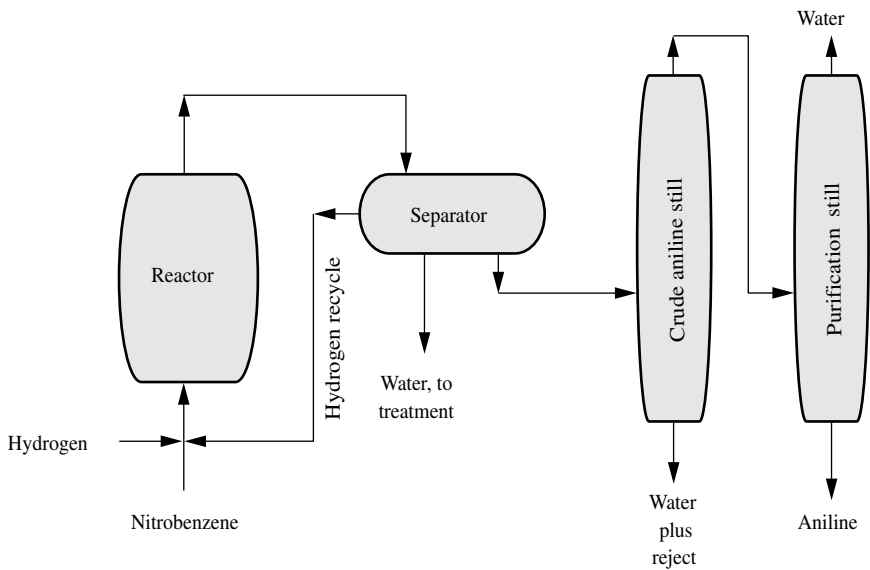 Water
Separator
Reactor
Hydrogen recycle
Crude aniline still
Purification still
Water, to
treatment
Hydrogen
Nitrobenzene
Water
plus
reject
Aniline